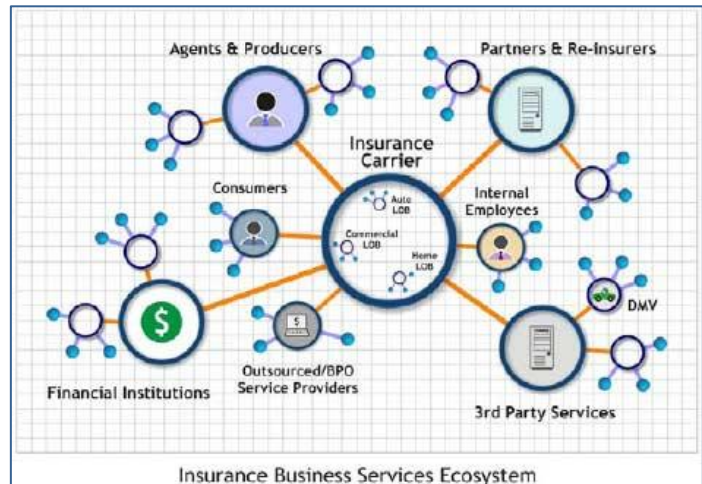 Agents & Producers
Partners & Re-insurers
Insurance
Carrier
Consumers
Auto
LOB
Internal
Employees
Commercial
LOB
Home
LOB
$
DMV
$
Outsourced/BPO
Service Providers
Financial Institutions
3rd Party Services
Insurance Business Services Ecosystem